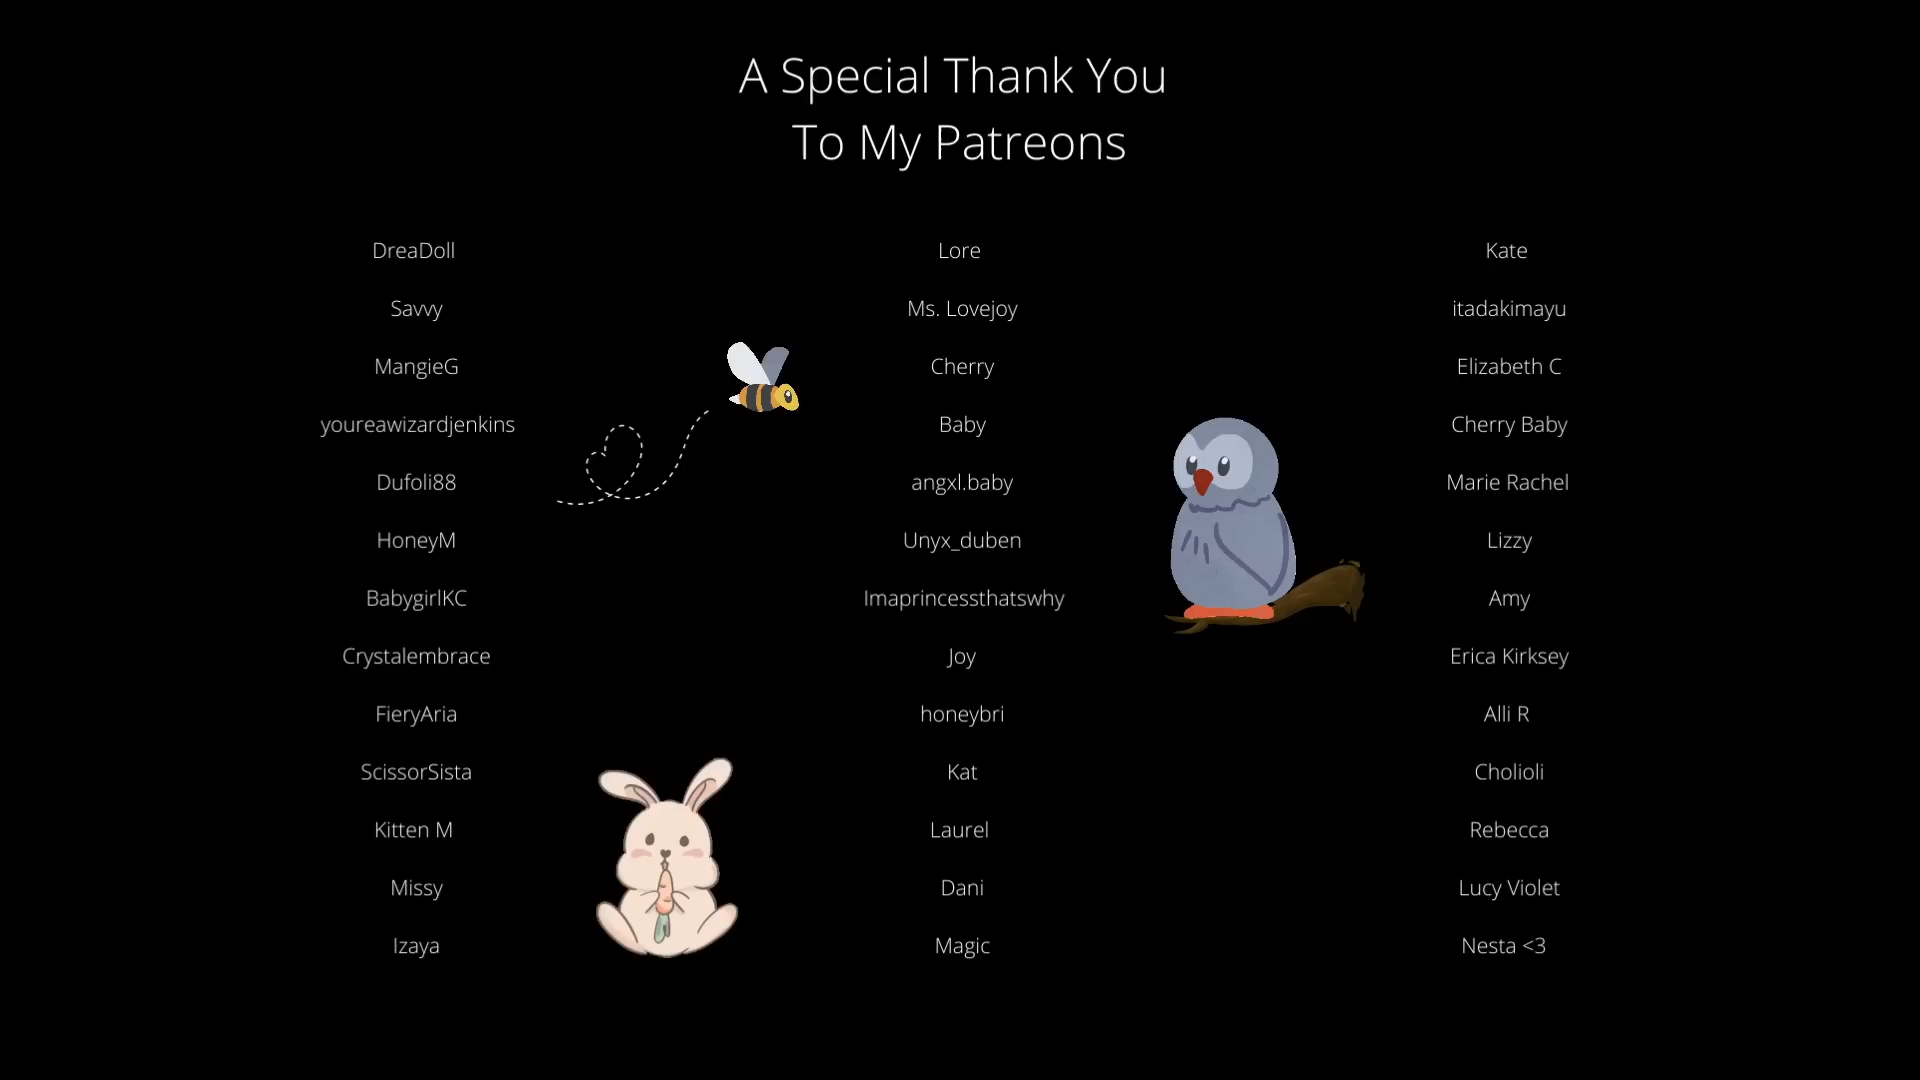 A Special Thank You
To My Patreons
DreaDoll
Savvy
MangieG
youreawizardjenkins
Dufoli88
HoneyM
BabygirlKC
Crystalembrace
FieryAria
ScissorSista
Kitten M
Missy
Izaya
Lore
Ms. Lovejoy
Cherry
Baby
angxl.baby
Unyx_duben
Imaprincessthatswhy
Joy
honeybri
Kat
Laurel
Dani
Magic
Kate
itadakimayu
Elizabeth C
Cherry Baby
Marie Rachel
Lizzy
Amy
Erica Kirksey
Alli R
Cholioli
Rebecca
Lucy Violet
Nesta <3